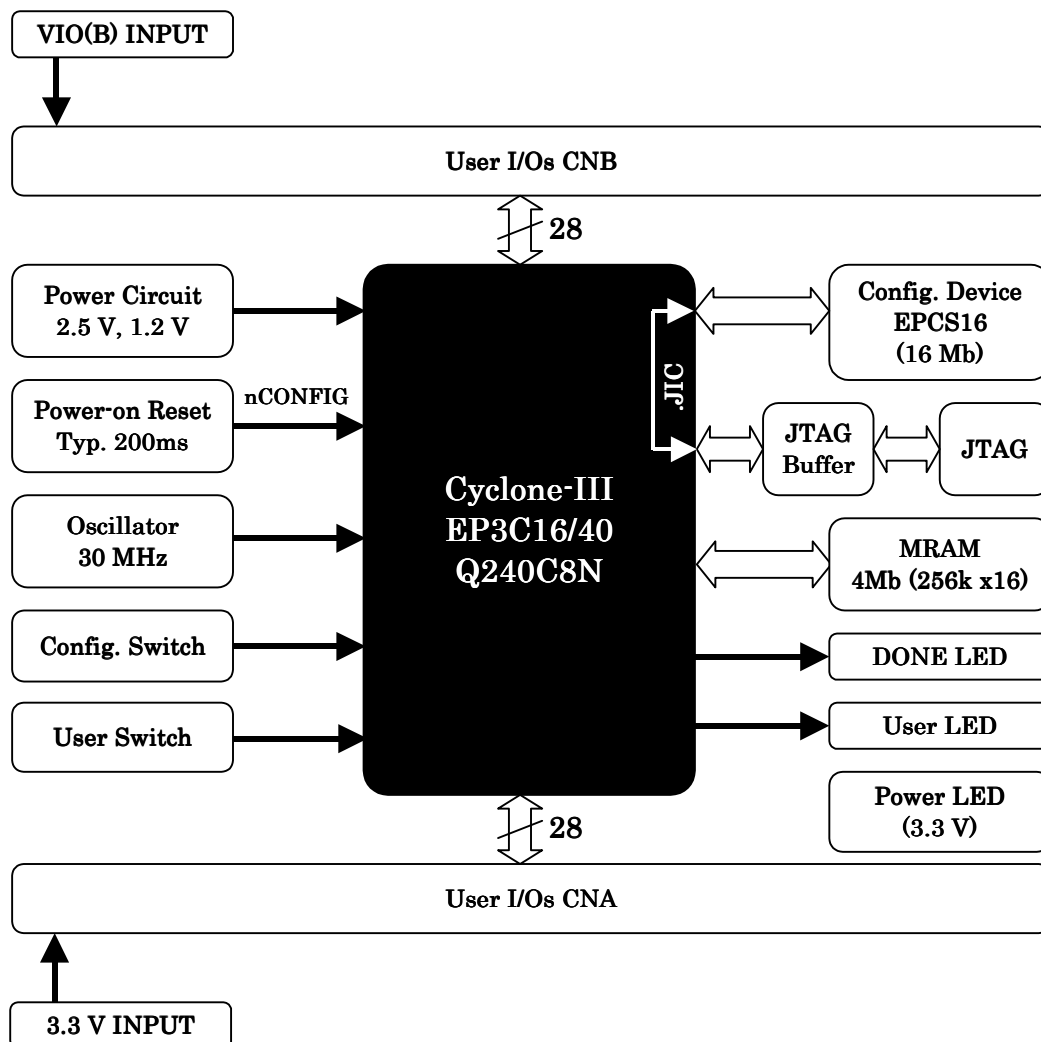 VIO(B) INPUT
User I/Os CNB
28
Power Circuit
2.5 V, 1.2 V
Power-on Reset
Typ. 200ms
nCONFIG
Oscillator
30 MHz
Config. Switch
User Switch
Cyclone-III
EP3C16/40
Q240C8N
.JIC
Config. Device
EPCS16
(16 Mb)
JTAG
Buffer
JTAG
MRAM
4Mb (256k x16)
DONE LED
User LED
Power LED
(3.3 V)
28
User I/Os CNA
3.3 V INPUT